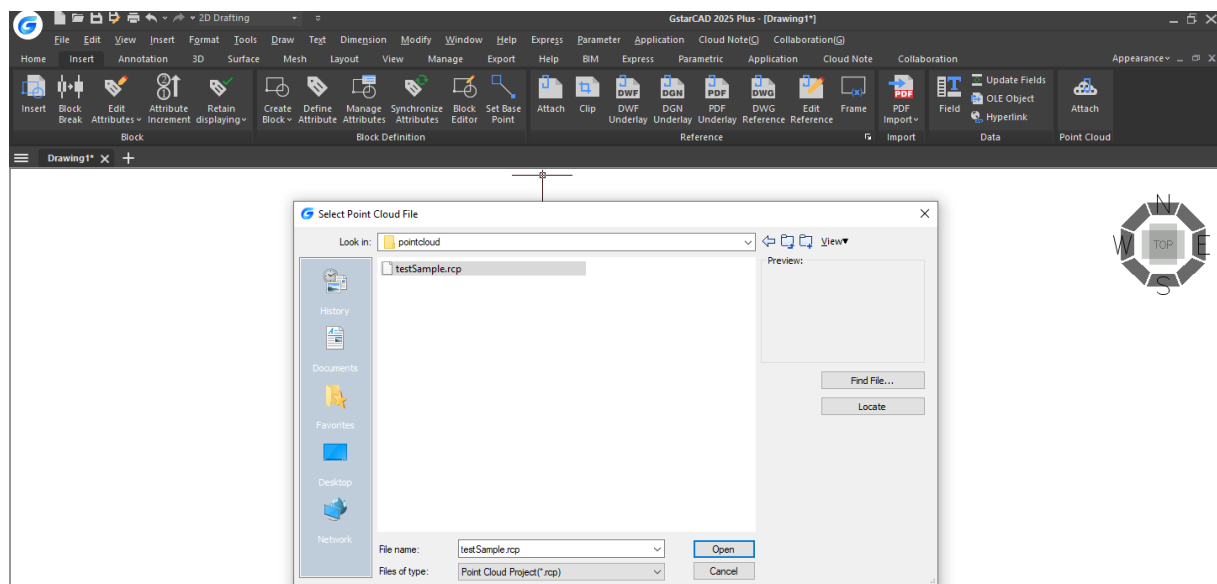 2D Drafting
GstarCAD 2025 Plus - [Drawing1*]
File Edit View Insert Format Tools Draw Text Dimension Modify Window Help Express Parameter Application Cloud Note(C) Collaboration(G)
Home Insert Annotation 3D Surface Mesh Layout View Manage Export Help BIM Express Parametric Application Cloud Note Collaboration Appearance
Insert Block Break Edit Attributes Attribute Increment Retain displaying Create Block Define Attribute Manage Attributes Synchronize Attributes Block Editor Set Base Point Attach Clip DWF Underlay DGN Underlay PDF Underlay DWG Reference Edit Reference Frame PDF Import Field Update Fields OLE Object Hyperlink Attach
Block Block Definition Reference Import Data Point Cloud
Drawing1*
Select Point Cloud File
Look in: pointcloud View
testSample.rcp
Preview:
History
Documents
Favorites
Desktop
Network
Find File...
Locate
File name: testSample.rcp Open
Files of type: Point Cloud Project(*.rcp) Cancel
N
W TOP E
S